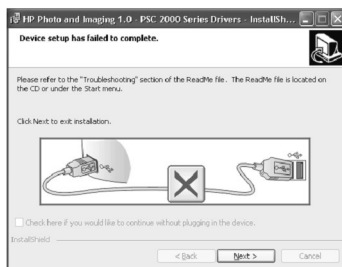 HP Photo and Imaging 1.0 - PSC 2000 Series Drivers - InstallSh...
Device setup has failed to complete.
Please refer to the "Troubleshooting" section of the ReadMe file. The ReadMe file is located on
the CD or under the Start menu.
Click Next to exit installation.
Check here if you would like to continue without plugging in the device.
InstallShield
< Back Next > Cancel